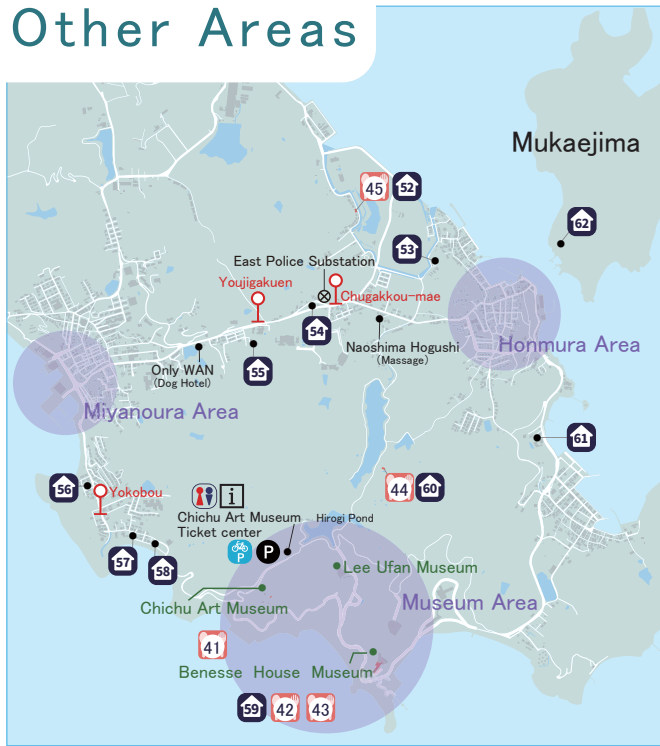 Other Areas
Mukaejima
45
52
62
53
East Police Substation
Youjigakuen
Chugakkou-mae
54
Naoshima Hogushi
(Massage)
Honmura Area
Only WAN
(Dog Hotel)
55
Miyanoura Area
61
56
Yokobou
44
60
i
Chichu Art Museum
Ticket center
Hirogi Pond
P
P
57
58
Lee Ufan Museum
Chichu Art Museum
Museum Area
41
Benesse House Museum
59
42
43